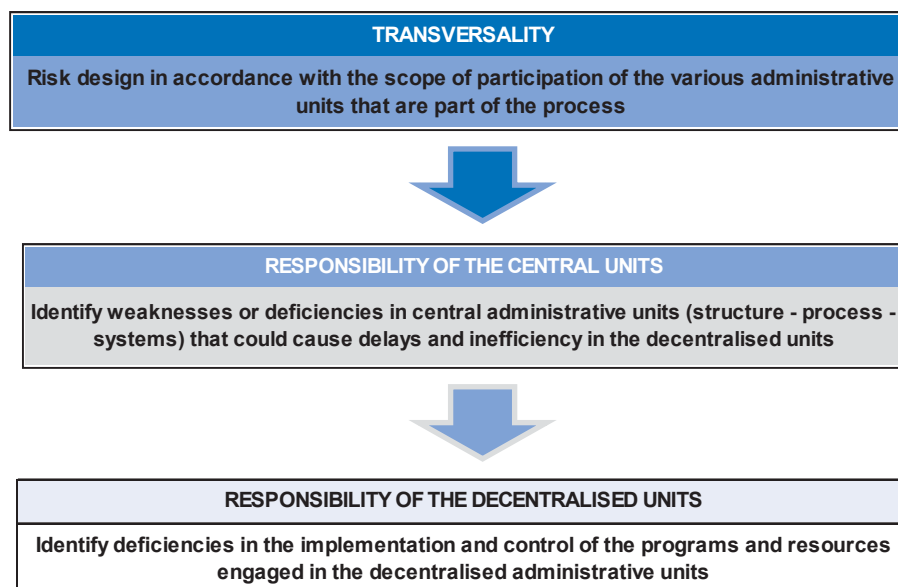 TRANSVERSALITY
Risk design in accordance with the scope of participation of the various administrative
units that are part of the process
RESPONSIBILITY OF THE CENTRAL UNITS
Identify weaknesses or deficiencies in central administrative units (structure - process -
systems) that could cause delays and inefficiency in the decentralised units
RESPONSIBILITY OF THE DECENTRALISED UNITS
Identify deficiencies in the implementation and control of the programs and resources
engaged in the decentralised administrative units